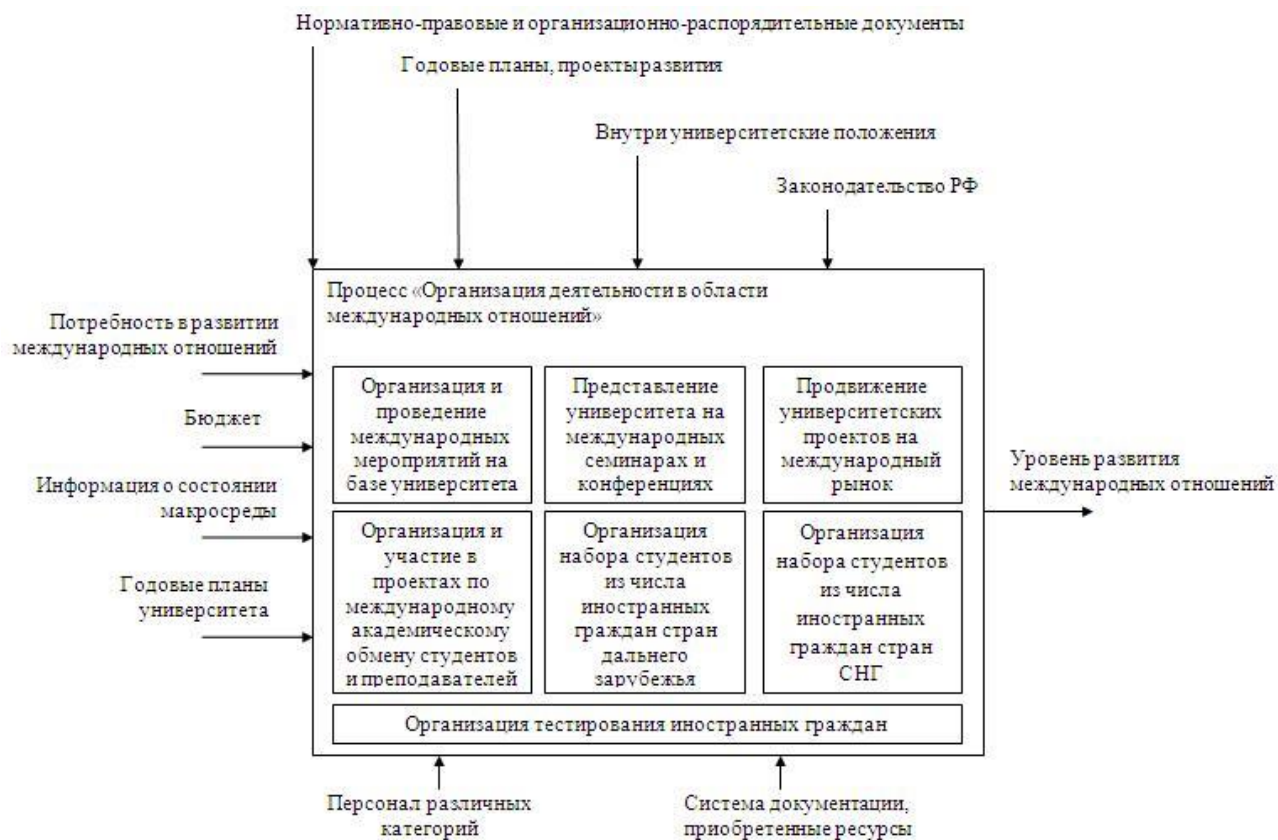 Нормативно-правовые и организационно-распорядительные документы
Годовые планы, проекты развития
Внутри университетские положения
Законодательство РФ
Процесс «Организация деятельности в области
международных отношений»
Потребность в развитии
международных отношений
Бюджет
Информация о состоянии
макросреды
Годовые планы
университета
Организация и
проведение
международных
мероприятий на
базе университета
Представление
университета на
международных
семинарах и
конференциях
Продвижение
университетских
проектов на
международный
рынок
Организация и
участие в
проектах по
международному
академическому
обмену студентов
и преподавателей
Организация
набора студентов
из числа
иностранных
граждан стран
дальнего
зарубежья
Организация
набора студентов
из числа
иностранных
граждан стран
СНГ
Организация тестирования иностранных граждан
Уровень развития
международных отношений
Персонал различных
категорий
Система документации,
приобретенные ресурсы